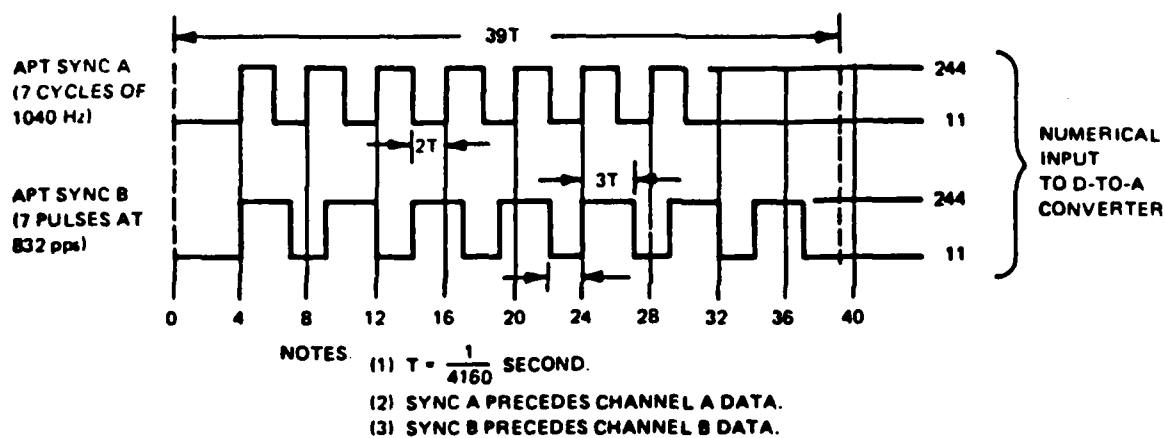 39T
APT SYNC A
(7 CYCLES OF
1040 Hz)
244
11
2T
3T
APT SYNC B
(7 PULSES AT
832 pps)
244
11
NUMERICAL
INPUT
TO D-TO-A
CONVERTER
0 4 8 12 16 20 24 28 32 36 40
NOTES (1) T = 1/4160 SECOND.
(2) SYNC A PRECEDES CHANNEL A DATA.
(3) SYNC B PRECEDES CHANNEL B DATA.